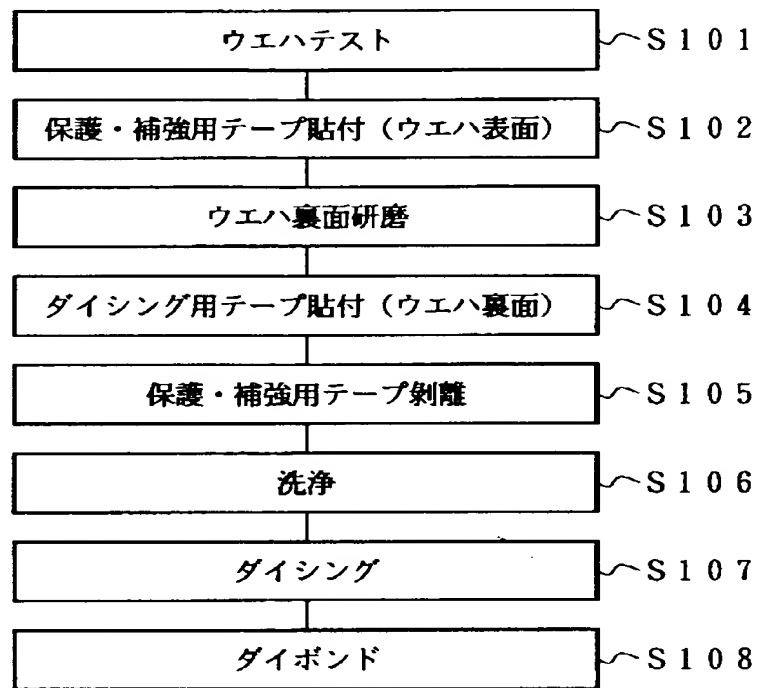 ウエハテスト S101
保護・補強用テープ貼付（ウエハ表面） S102
ウエハ裏面研磨 S103
ダイシング用テープ貼付（ウエハ裏面） S104
保護・補強用テープ剝離 S105
洗浄 S106
ダイシング S107
ダイボンド S108